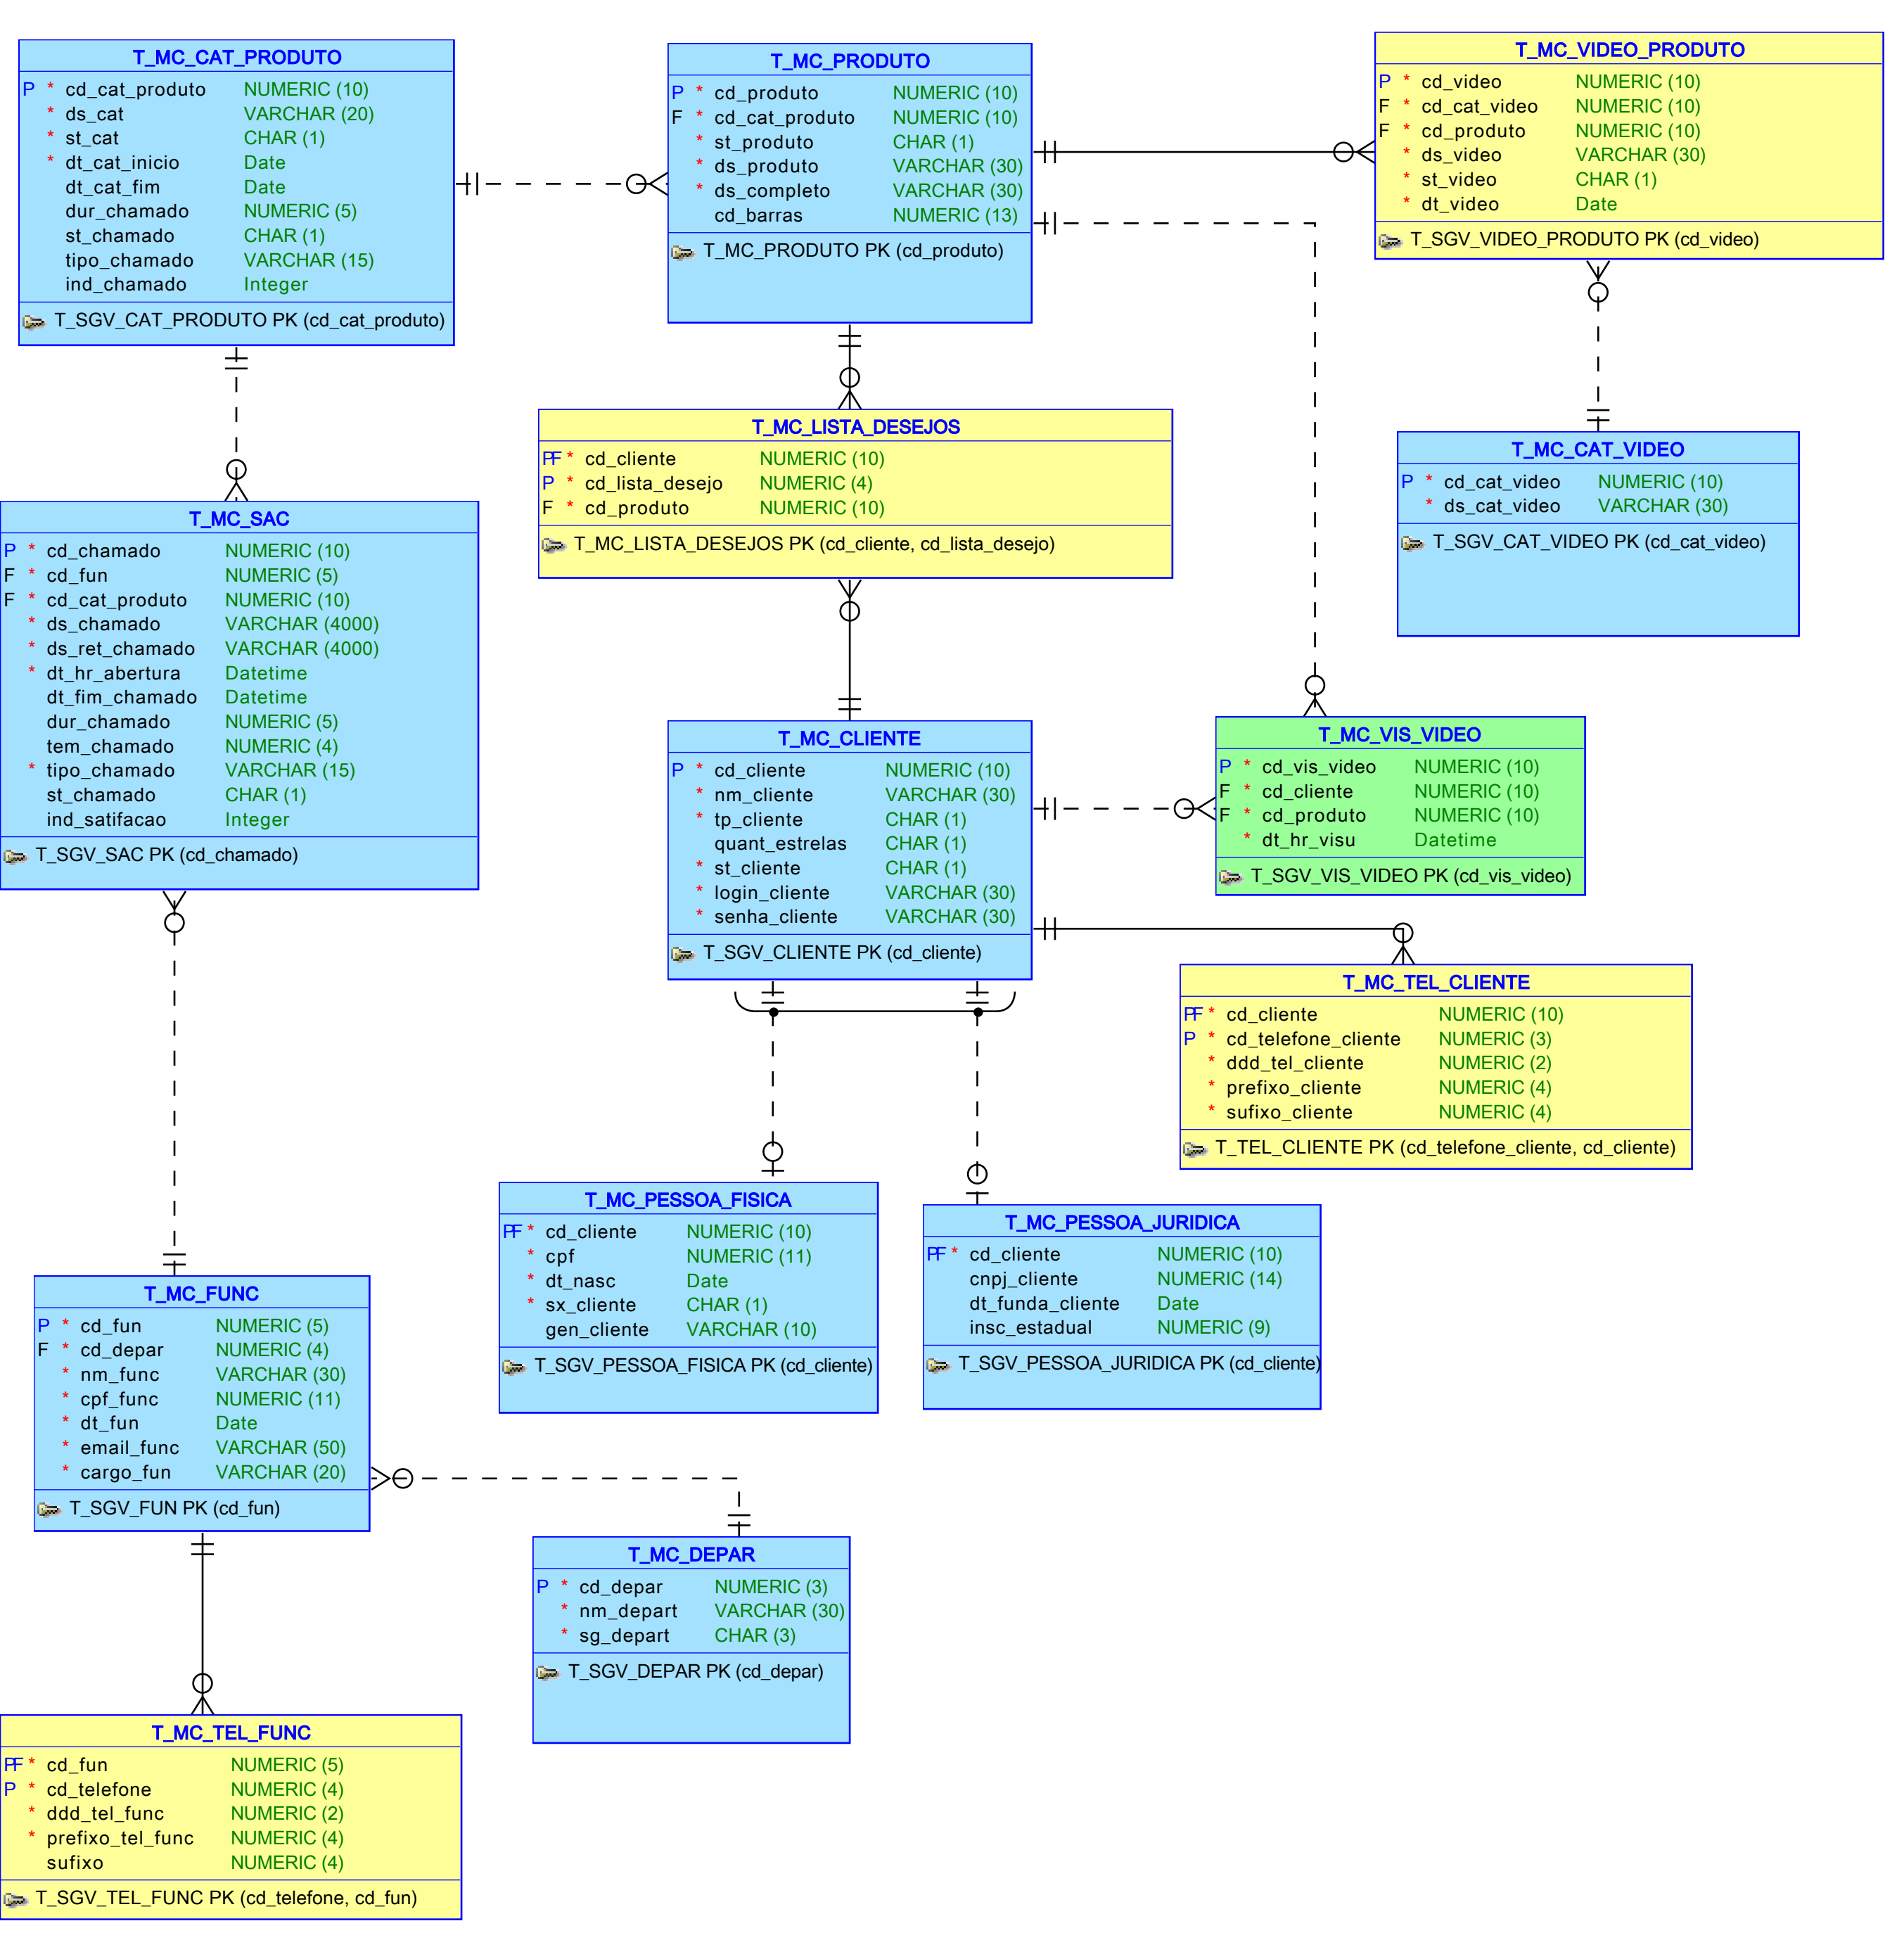 T_MC_CAT_PRODUTO
P * cd_cat_produto NUMERIC (10)
* ds_cat VARCHAR (20)
* st_cat CHAR (1)
* dt_cat_inicio Date
dt_cat_fim Date
dur_chamado NUMERIC (5)
st_chamado CHAR (1)
tipo_chamado VARCHAR (15)
ind_chamado Integer
T_SGV_CAT_PRODUTO PK (cd_cat_produto)
T_MC_PRODUTO
P * cd_produto NUMERIC (10)
F * cd_cat_produto NUMERIC (10)
* st_produto CHAR (1)
* ds_produto VARCHAR (30)
* ds_completo VARCHAR (30)
cd_barras NUMERIC (13)
T_MC_PRODUTO PK (cd_produto)
T_MC_VIDEO_PRODUTO
P * cd_video NUMERIC (10)
F * cd_cat_video NUMERIC (10)
F * cd_produto NUMERIC (10)
* ds_video VARCHAR (30)
* st_video CHAR (1)
* dt_video Date
T_SGV_VIDEO_PRODUTO PK (cd_video)
T_MC_LISTA_DESEJOS
PF * cd_cliente NUMERIC (10)
P * cd_lista_desejo NUMERIC (4)
F * cd_produto NUMERIC (10)
T_MC_LISTA_DESEJOS PK (cd_cliente, cd_lista_desejo)
T_MC_CAT_VIDEO
P * cd_cat_video NUMERIC (10)
* ds_cat_video VARCHAR (30)
T_SGV_CAT_VIDEO PK (cd_cat_video)
T_MC_SAC
P * cd_chamado NUMERIC (10)
F * cd_fun NUMERIC (5)
F * cd_cat_produto NUMERIC (10)
* ds_chamado VARCHAR (4000)
* ds_ret_chamado VARCHAR (4000)
* dt_hr_abertura Datetime
dt_fim_chamado Datetime
dur_chamado NUMERIC (5)
tem_chamado NUMERIC (4)
* tipo_chamado VARCHAR (15)
st_chamado CHAR (1)
ind_satifacao Integer
T_SGV_SAC PK (cd_chamado)
T_MC_CLIENTE
P * cd_cliente NUMERIC (10)
* nm_cliente VARCHAR (30)
* tp_cliente CHAR (1)
quant_estrelas CHAR (1)
* st_cliente CHAR (1)
* login_cliente VARCHAR (30)
* senha_cliente VARCHAR (30)
T_SGV_CLIENTE PK (cd_cliente)
T_MC_VIS_VIDEO
P * cd_vis_video NUMERIC (10)
F * cd_cliente NUMERIC (10)
F * cd_produto NUMERIC (10)
* dt_hr_visu Datetime
T_SGV_VIS_VIDEO PK (cd_vis_video)
T_MC_TEL_CLIENTE
PF * cd_cliente NUMERIC (10)
P * cd_telefone_cliente NUMERIC (3)
* ddd_tel_cliente NUMERIC (2)
* prefixo_cliente NUMERIC (4)
* sufixo_cliente NUMERIC (4)
T_TEL_CLIENTE PK (cd_telefone_cliente, cd_cliente)
T_MC_PESSOA_FISICA
PF * cd_cliente NUMERIC (10)
* cpf NUMERIC (11)
* dt_nasc Date
* sx_cliente CHAR (1)
gen_cliente VARCHAR (10)
T_SGV_PESSOA_FISICA PK (cd_cliente)
T_MC_PESSOA_JURIDICA
PF * cd_cliente NUMERIC (10)
cnpj_cliente NUMERIC (14)
dt_funda_cliente Date
insc_estadual NUMERIC (9)
T_SGV_PESSOA_JURIDICA PK (cd_cliente)
T_MC_FUNC
P * cd_fun NUMERIC (5)
F * cd_depar NUMERIC (4)
* nm_func VARCHAR (30)
* cpf_func NUMERIC (11)
* dt_fun Date
* email_func VARCHAR (50)
* cargo_fun VARCHAR (20)
T_SGV_FUN PK (cd_fun)
T_MC_DEPAR
P * cd_depar NUMERIC (3)
* nm_depart VARCHAR (30)
* sg_depart CHAR (3)
T_SGV_DEPAR PK (cd_depar)
T_MC_TEL_FUNC
PF * cd_fun NUMERIC (5)
P * cd_telefone NUMERIC (4)
* ddd_tel_func NUMERIC (2)
* prefixo_tel_func NUMERIC (4)
sufixo NUMERIC (4)
T_SGV_TEL_FUNC PK (cd_telefone, cd_fun)